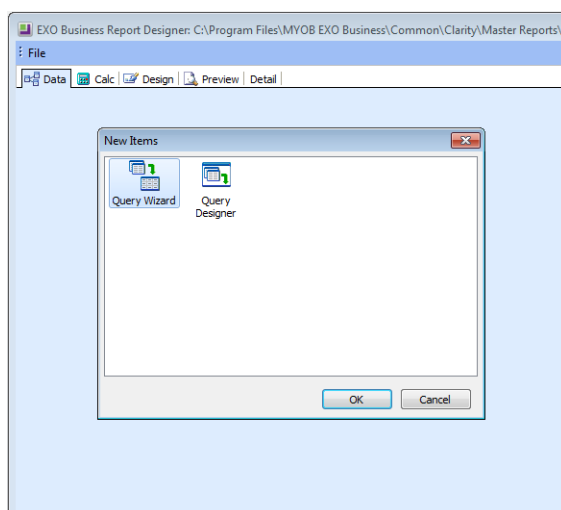 EXO Business Report Designer: C:\Program Files\MYOB EXO Business\Common\Clarity\Master Reports\
File
Data Calc Design Preview Detail
New Items
Query Wizard Query
Designer
OK Cancel